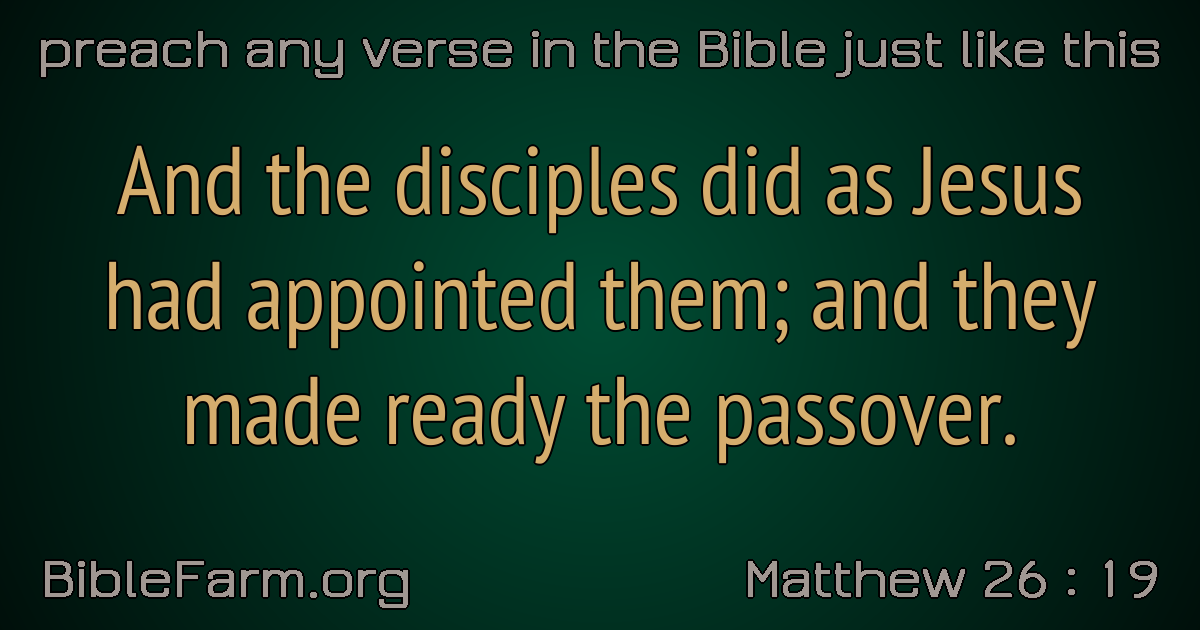 preach any verse in the Bible just like this
And the disciples did as Jesus
had appointed them; and they
made ready the passover.
BibleFarm.org
Matthew 26 : 19